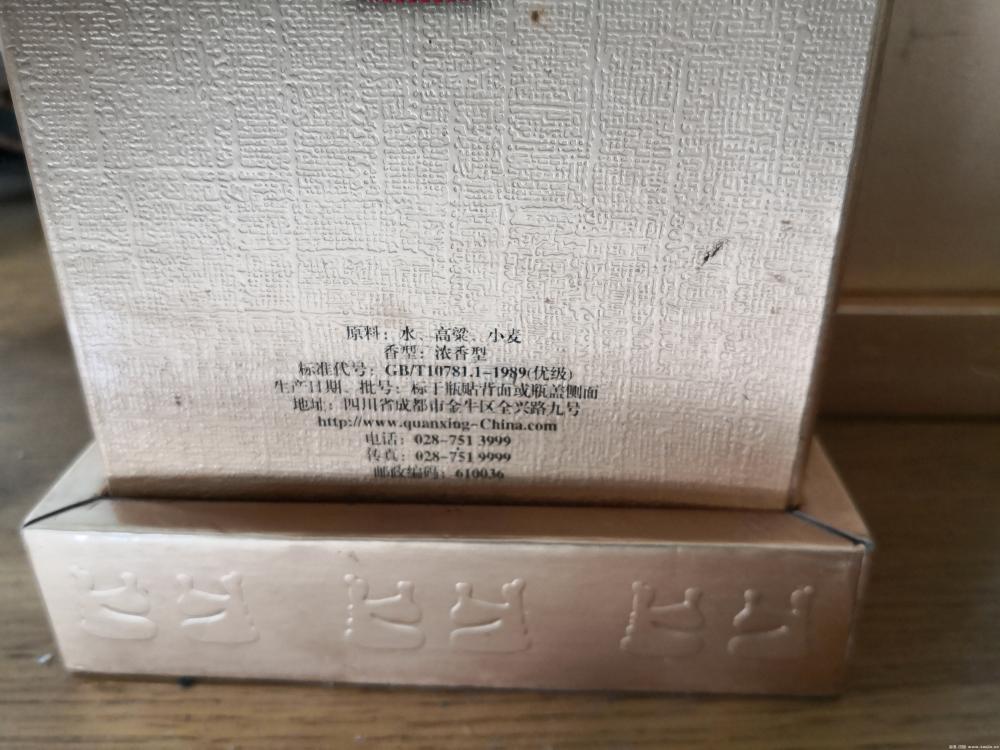 原料：水、高粱、小麦
香型：浓香型
标准代号：GB/T10781.1-1989(优级)
生产日期、批号：标于瓶贴背面或瓶盖侧面
地址：四川省成都市金牛区全兴路九号
http://www.quanxing-China.com
电话：028-751 3999
传真：028-751 9999
邮政编码：610036